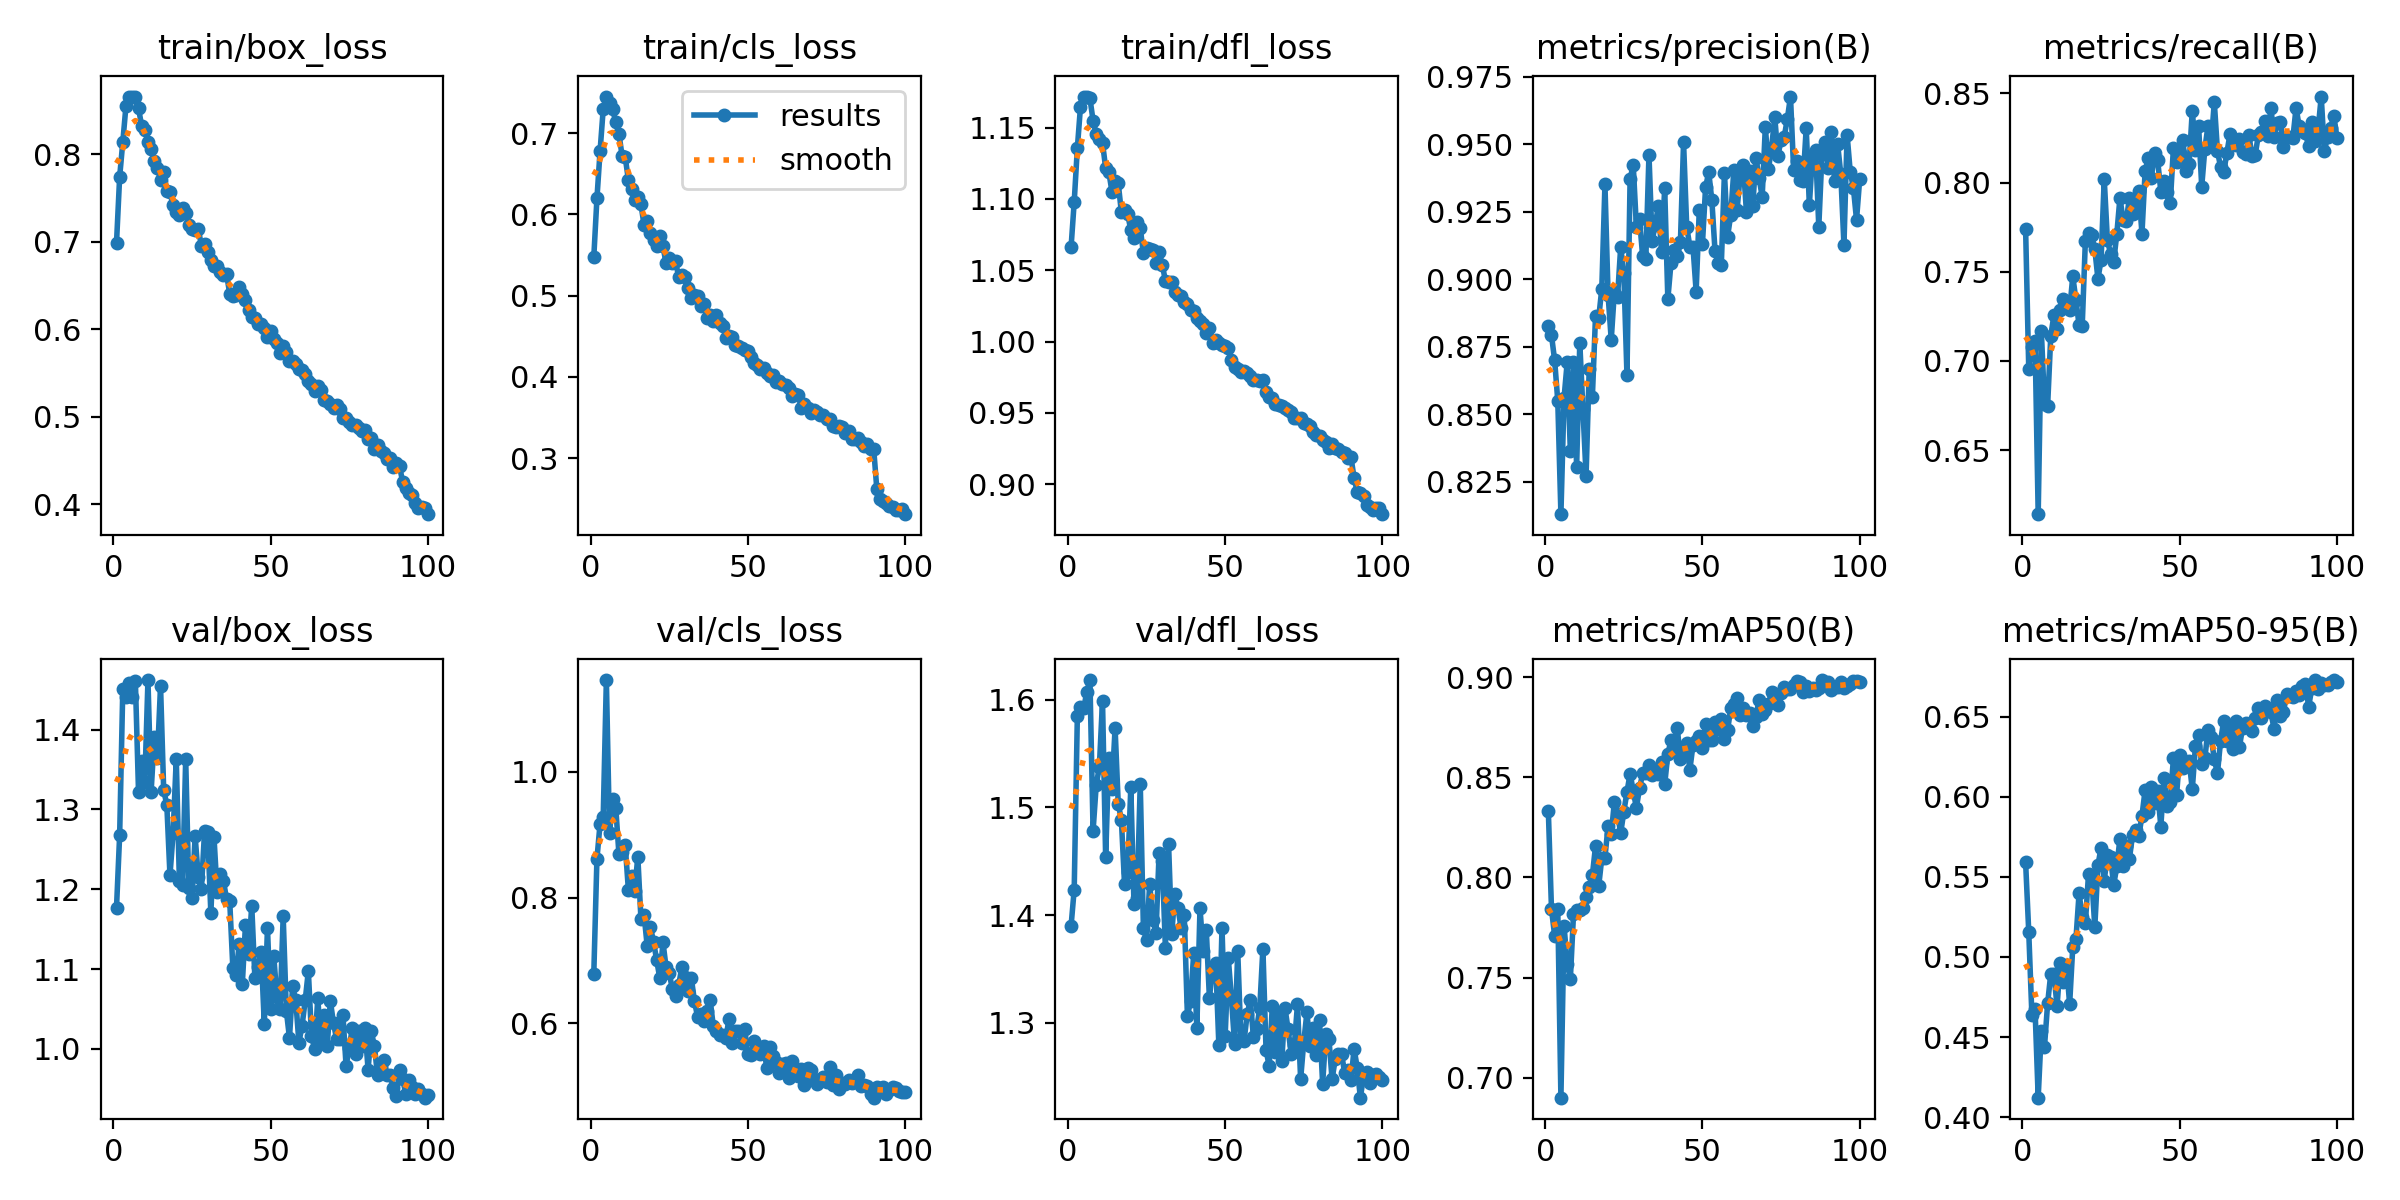 train/box_loss
0.8
0.7
0.6
0.5
0.4
0 50 100
train/cls_loss
results
smooth
0.7
0.6
0.5
0.4
0.3
0 50 100
train/dfl_loss
1.15
1.10
1.05
1.00
0.95
0.90
0 50 100
metrics/precision(B)
0.975
0.950
0.925
0.900
0.875
0.850
0.825
0 50 100
metrics/recall(B)
0.85
0.80
0.75
0.70
0.65
0 50 100
val/box_loss
1.4
1.3
1.2
1.1
1.0
0 50 100
val/cls_loss
1.0
0.8
0.6
0 50 100
val/dfl_loss
1.6
1.5
1.4
1.3
0 50 100
metrics/mAP50(B)
0.90
0.85
0.80
0.75
0.70
0 50 100
metrics/mAP50-95(B)
0.65
0.60
0.55
0.50
0.45
0.40
0 50 100